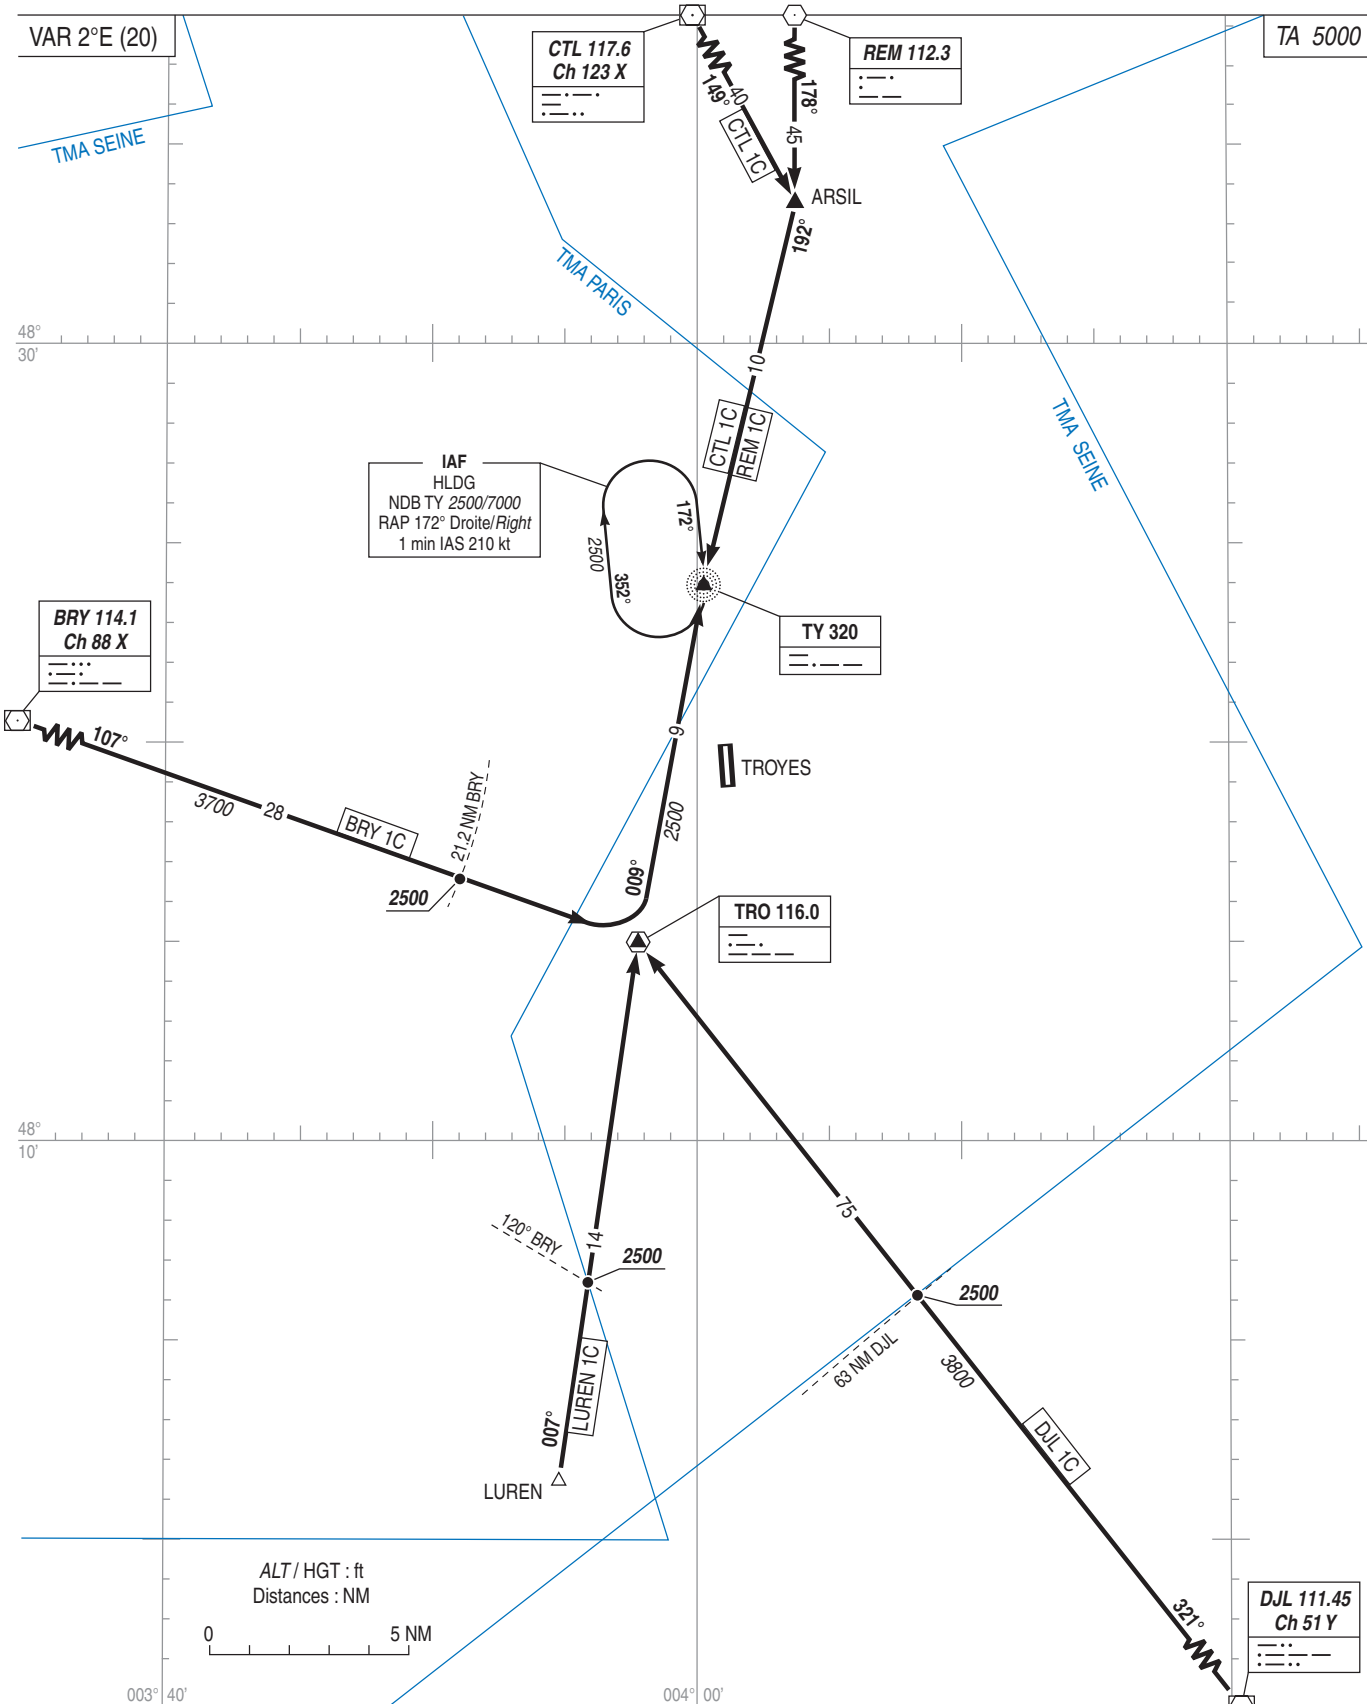 VAR 2°E (20)
TA 5000
CTL 117.6
Ch 123 X
REM 112.3
TMA SEINE
149°
40
CTL 1C
178°
45
ARSIL
192°
TMA PARIS
48°
30'
10
CTL 1C
REM 1C
TMA SEINE
IAF
HLDG
NDB TY 2500/7000
RAP 172° Droite/Right
1 min IAS 210 kt
172°
2500
352°
BRY 114.1
Ch 88 X
TY 320
107°
3700
28
BRY 1C
21.2 NM BRY
2500
9
2500
009°
TROYES
TRO 116.0
48°
10'
75
120° BRY
14
2500
2500
63 NM DJL
3800
LUREN 1C
007°
LUREN
DJL 1C
321°
ALT / HGT : ft
Distances : NM
0 5 NM
DJL 111.45
Ch 51 Y
003° 40'
004° 00'